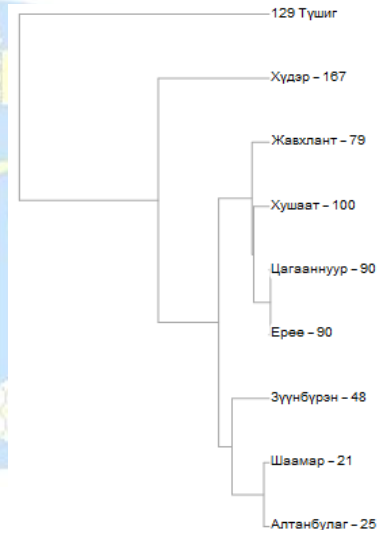 129 Түшиг
Хүдэр – 167
Жавхлант – 79
Хушаат – 100
Цагааннуур – 90
Ерөө – 90
Зүүнбүрэн – 48
Шаамар – 21
Алтанбулаг – 25